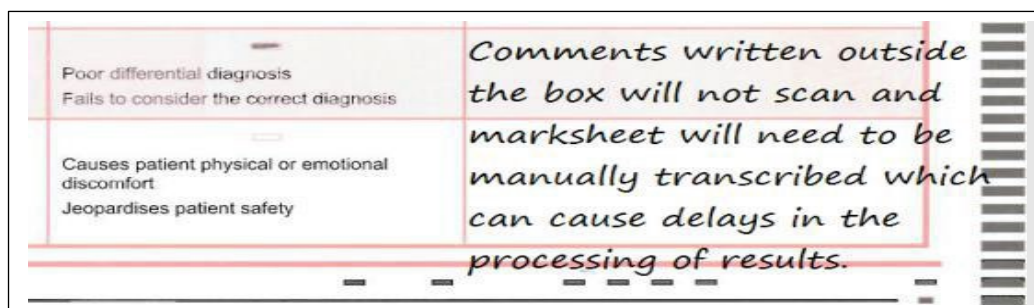 Poor differential diagnosis
Fails to consider the correct diagnosis
Causes patient physical or emotional
discomfort
Jeopardises patient safety
Comments written outside
the box will not scan and
marksheet will need to be
manually transcribed which
can cause delays in the
processing of results.